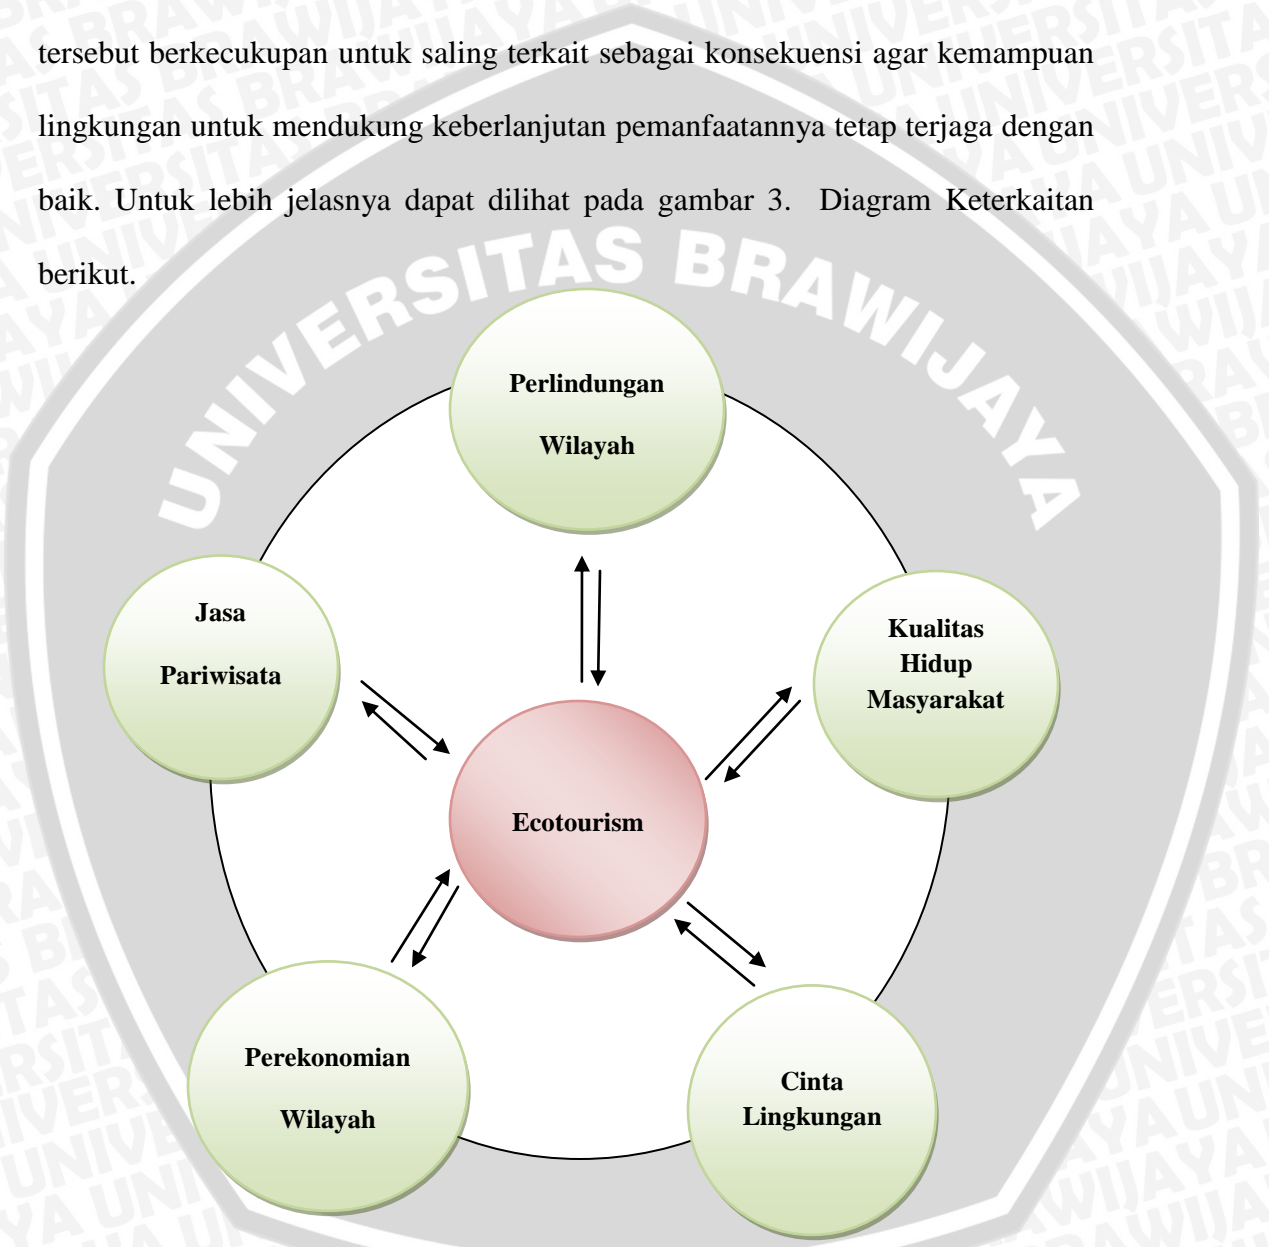 tersebut berkecukupan untuk saling terkait sebagai konsekuensi agar kemampuan
lingkungan untuk mendukung keberlanjutan pemanfaatannya tetap terjaga dengan
baik. Untuk lebih jelasnya dapat dilihat pada gambar 3. Diagram Keterkaitan
berikut.
UNIVERSITAS BRAWIJAYA
Perlindungan
Wilayah
Jasa
Pariwisata
Kualitas
Hidup
Masyarakat
Ecotourism
Perekonomian
Wilayah
Cinta
Lingkungan